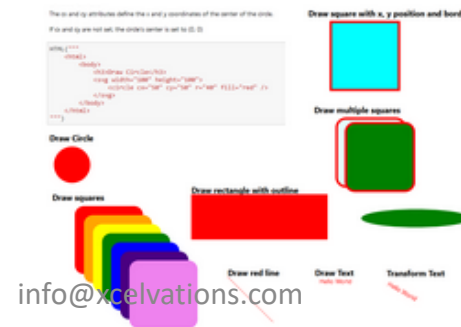 The cx and cy attributes define the x and y coordinates of the center of the circle.
If cx and cy are not set, the circle's center is set to (0, 0)
HTML("""
<html>
<body>
<h1>Draw Circle</h1>
<svg width="100" height="100">
<circle cx="50" cy="50" r="40" fill="red" />
</svg>
</body>
</html>
""")
Draw Circle
Draw squares
Draw square with x, y position and bord
Draw multiple squares
Draw rectangle with outline
Draw red line
Draw Text
Hello World
Transform Text
Hello World
info@xcelvations.com